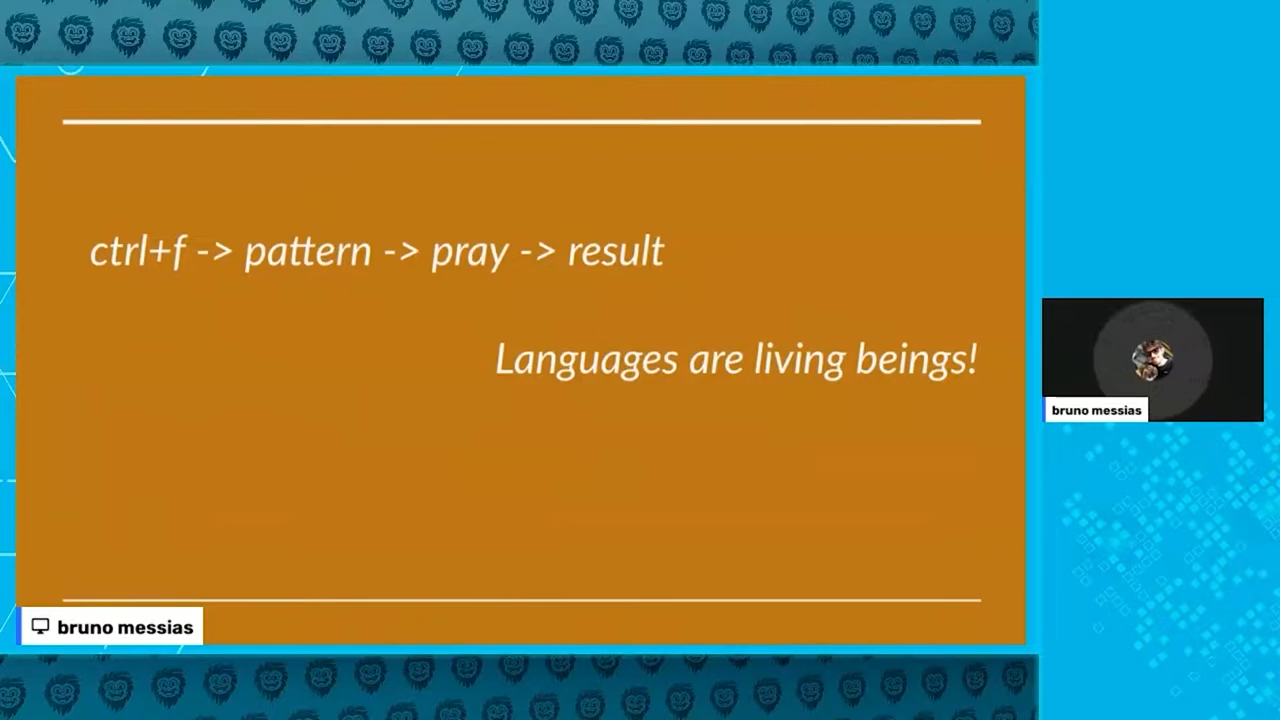 ctrl+f -> pattern -> pray -> result
Languages are living beings!
bruno messias
bruno messias